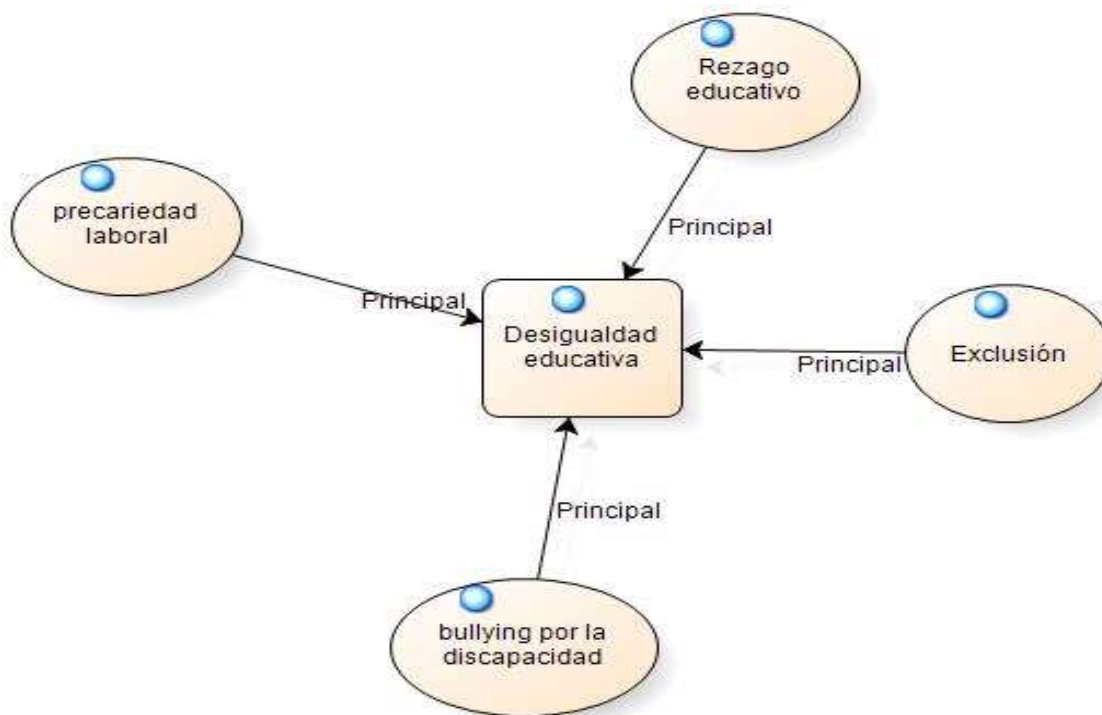 Rezago
educativo
Principal
precariedad
laboral
Principal
Desigualdad
educativa
Exclusión
Principal
Principal
bullying por la
discapacidad